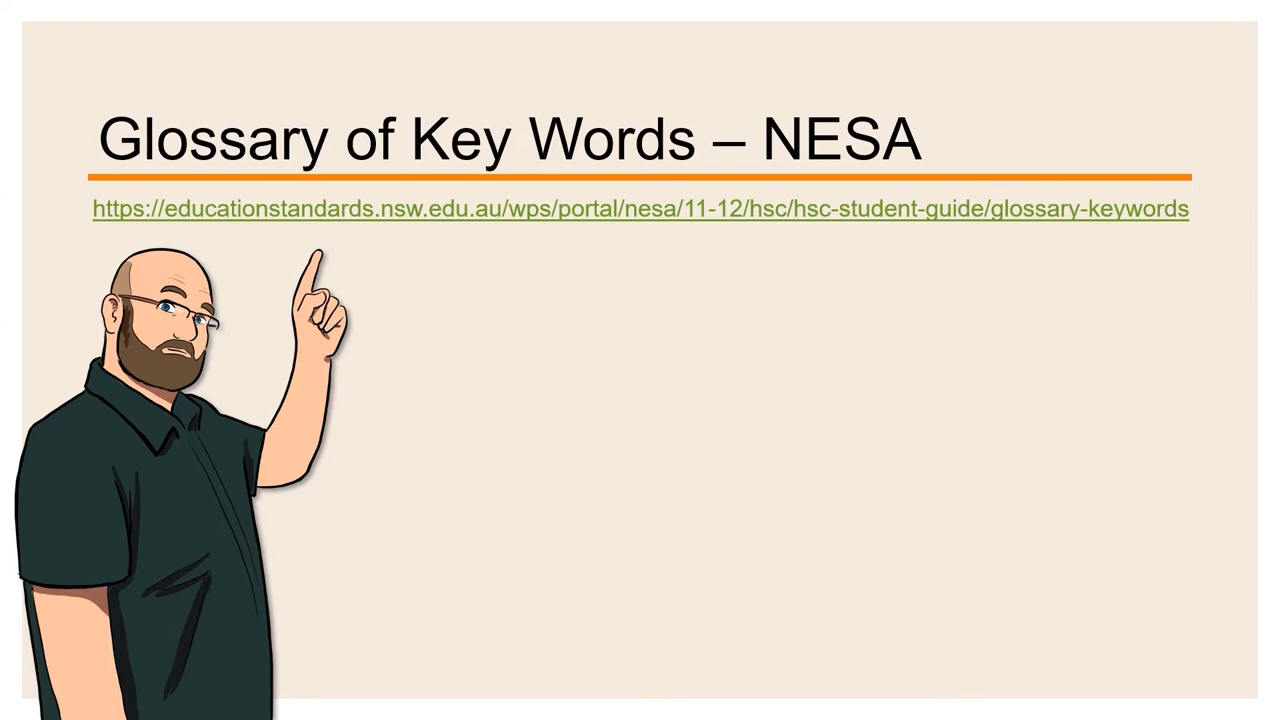 Glossary of Key Words – NESA
https://educationstandards.nsw.edu.au/wps/portal/nesa/11-12/hsc/hsc-student-guide/glossary-keywords